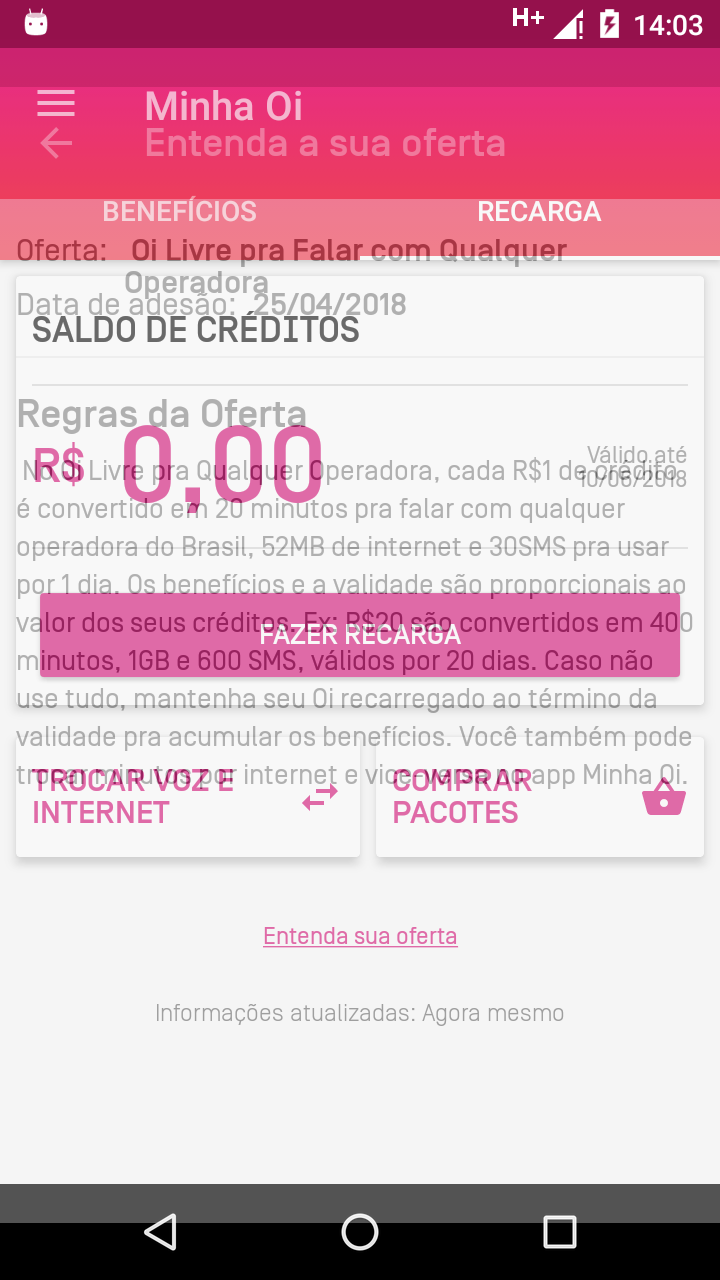 H+ 14:03
Minha Oi
Entenda a sua oferta
BENEFÍCIOS RECARGA
Oferta: Oi Livre pra Falar com Qualquer
Operadora
Data de adesão: 25/04/2018
SALDO DE CRÉDITOS
Regras da Oferta
R$ 0,00
Válido até
10/06/2018
No Oi Livre pra Qualquer Operadora, cada R$1 de crédito
é convertido em 20 minutos pra falar com qualquer
operadora do Brasil, 52MB de internet e 30SMS pra usar
por 1 dia. Os benefícios e a validade são proporcionais ao
valor dos seus créditos. Ex: R$20 são convertidos em 400
FAZER RECARGA
minutos, 1GB e 600 SMS, válidos por 20 dias. Caso não
use tudo, mantenha seu Oi recarregado ao término da
validade pra acumular os benefícios. Você também pode
trocar minutos por internet e vice-versa no app Minha Oi.
TROCAR VOZ E
INTERNET
COMPRAR
PACOTES
Entenda sua oferta
Informações atualizadas: Agora mesmo